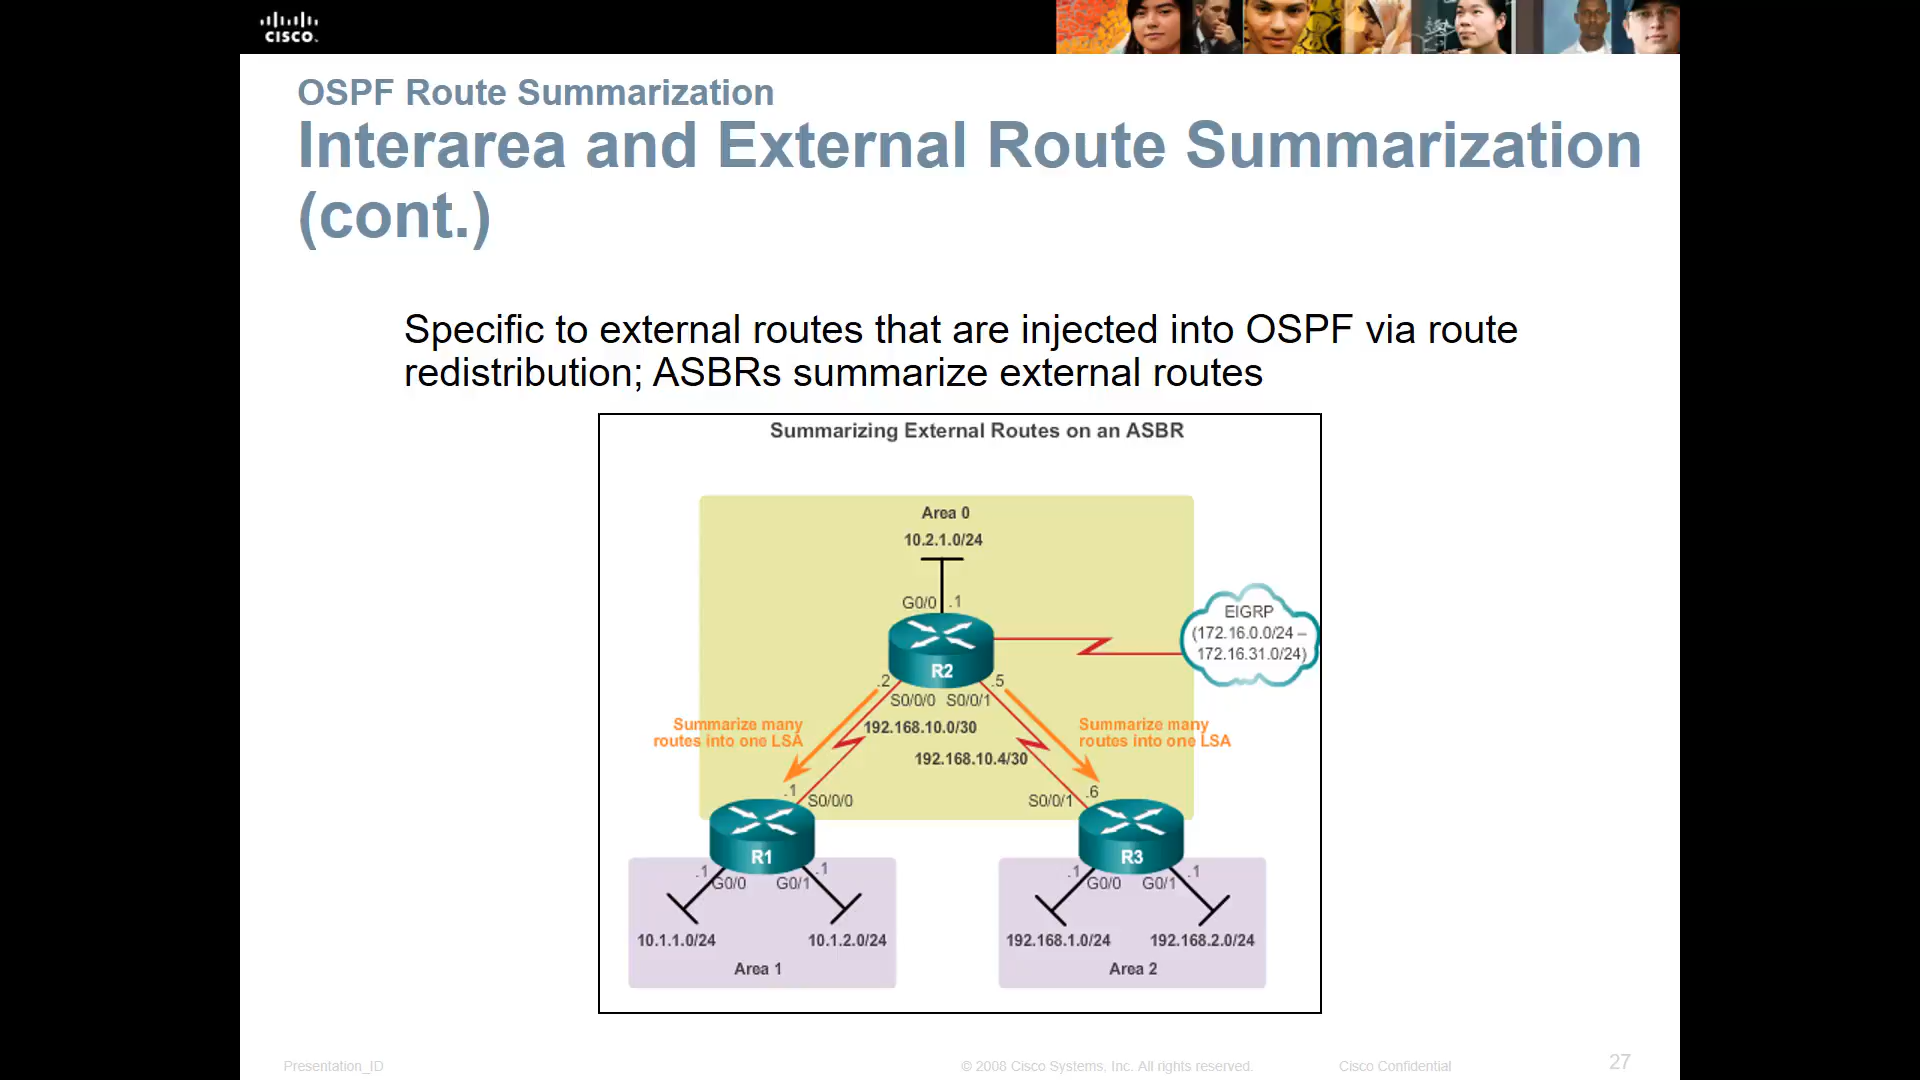 CISCO
OSPF Route Summarization
Interarea and External Route Summarization
(cont.)
Specific to external routes that are injected into OSPF via route
redistribution; ASBRs summarize external routes
Summarizing External Routes on an ASBR
Area 0
10.2.1.0/24
G0/0 .1
EIGRP
(172.16.0.0/24 –
172.16.31.0/24)
R2
.2 .5
S0/0/0 S0/0/1
Summarize many
routes into one LSA
192.168.10.0/30
Summarize many
routes into one LSA
192.168.10.4/30
.1 S0/0/0
S0/0/1 .6
R1
R3
.1 .1
G0/0 G0/1
.1 .1
G0/0 G0/1
10.1.1.0/24 10.1.2.0/24
192.168.1.0/24 192.168.2.0/24
Area 1
Area 2
Presentation_ID
© 2008 Cisco Systems, Inc. All rights reserved.
Cisco Confidential
27